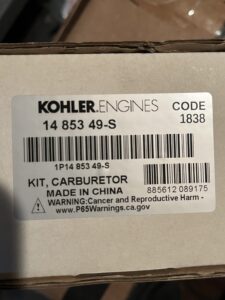 KOHLER.ENGINES
CODE
14 853 49-S
1838
1P14 853 49-S
KIT, CARBURETOR
MADE IN CHINA
885612 089175
WARNING:Cancer and Reproductive Harm -
www.P65Warnings.ca.gov